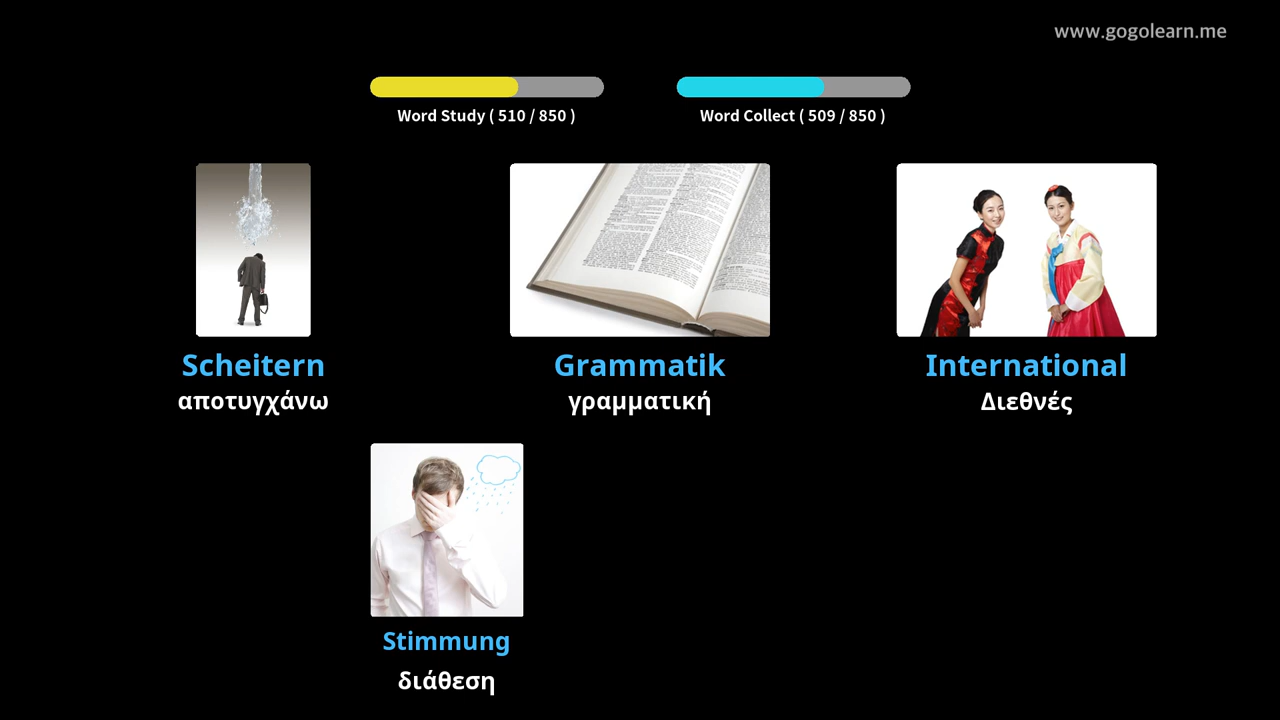 www.gogolearn.me
Word Study ( 510 / 850 )
Word Collect ( 509 / 850 )
Scheitern
αποτυγχάνω
Grammatik
γραμματική
International
Διεθνές
Stimmung
διάθεση